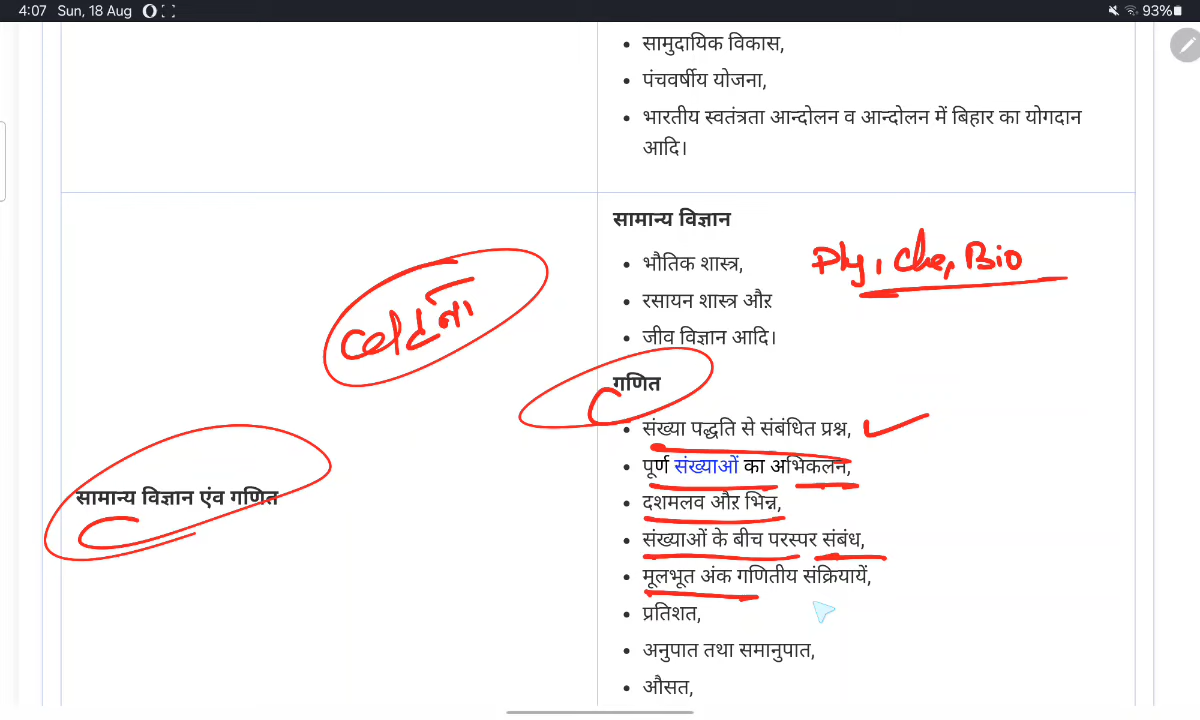 4:07 Sun, 18 Aug
93%
सामुदायिक विकास,
पंचवर्षीय योजना,
भारतीय स्वतंत्रता आन्दोलन व आन्दोलन में बिहार का योगदान
आदि।
सामान्य विज्ञान
भौतिक शास्त्र,
Phy, Che, Bio
रसायन शास्त्र और
जीव विज्ञान आदि।
गणित
संख्या पद्धति से संबंधित प्रश्न,
पूर्ण संख्याओं का अभिकलन,
सामान्य विज्ञान एंव गणित
दशमलव और भिन्न,
संख्याओं के बीच परस्पर संबंध,
मूलभूत अंक गणितीय संक्रियायें,
प्रतिशत,
अनुपात तथा समानुपात,
औसत,